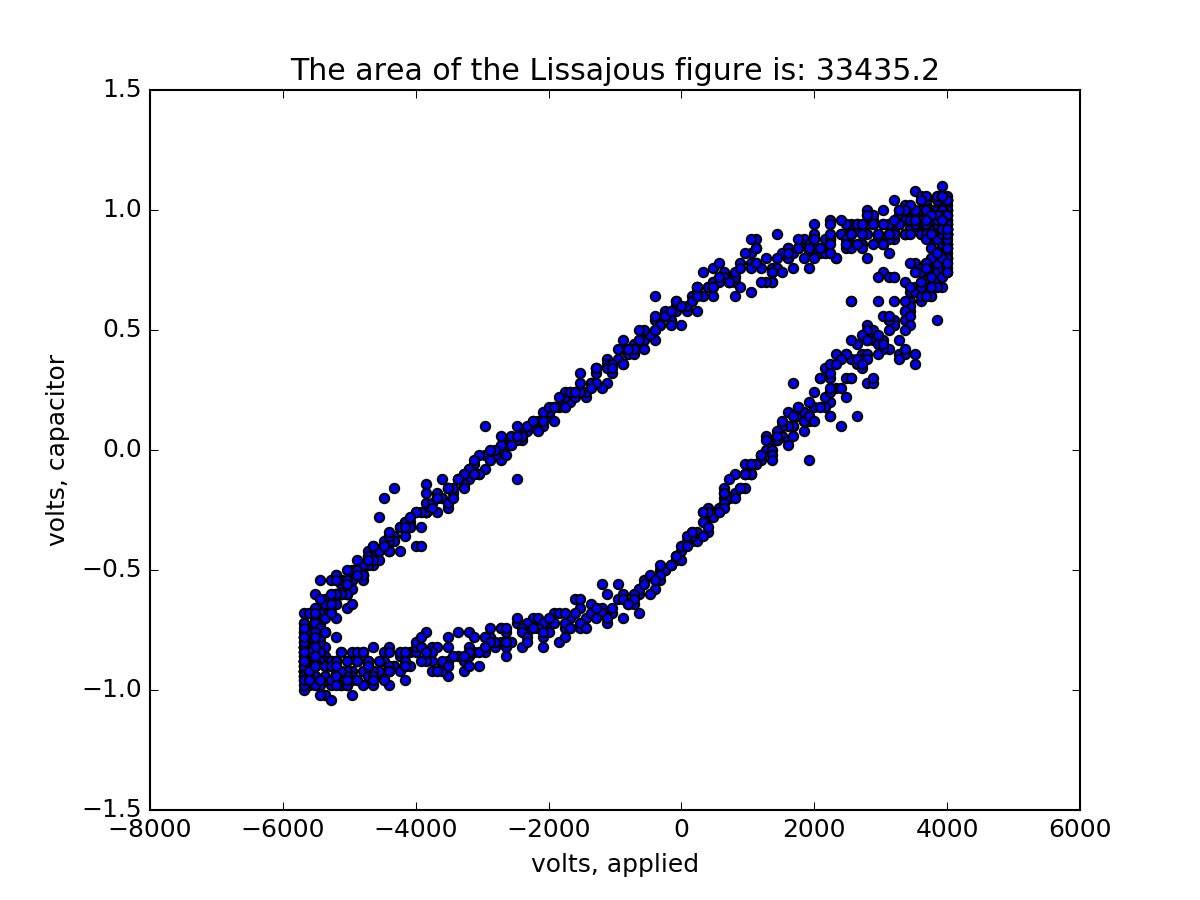 The area of the Lissajous figure is: 33435.2
1.5
1.0
0.5
0.0
−0.5
−1.0
−1.5
volts, capacitor
−8000 −6000 −4000 −2000 0 2000 4000 6000
volts, applied